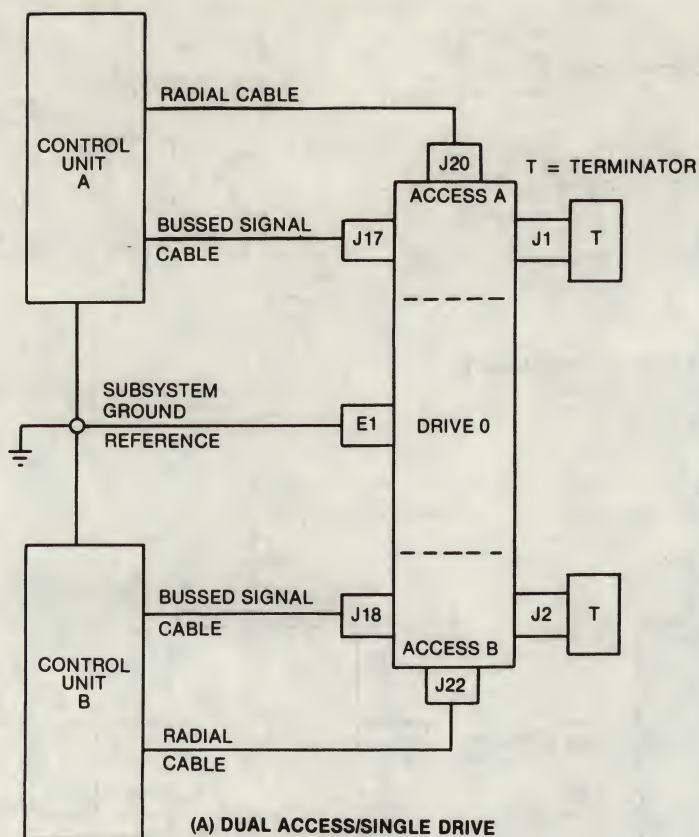 RADIAL CABLE
CONTROL
UNIT
A
J20
T = TERMINATOR
ACCESS A
BUSSED SIGNAL
CABLE
J17
J1
T
SUBSYSTEM
GROUND
REFERENCE
E1
DRIVE 0
BUSSED SIGNAL
CABLE
J18
J2
T
ACCESS B
CONTROL
UNIT
B
J22
RADIAL
CABLE
(A) DUAL ACCESS/SINGLE DRIVE